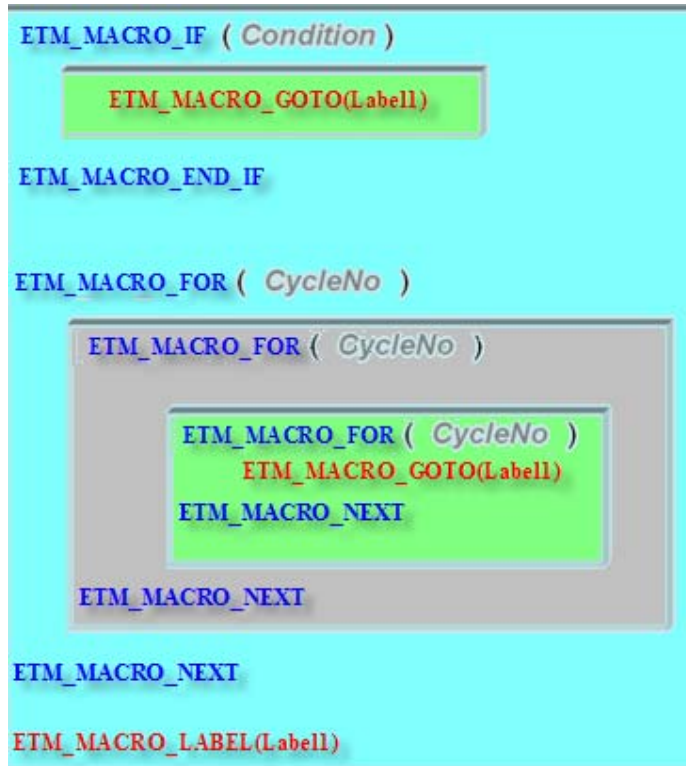 ETM_MACRO_IF ( Condition )
ETM_MACRO_GOTO(Label1)
ETM_MACRO_END_IF
ETM_MACRO_FOR ( CycleNo )
ETM_MACRO_FOR ( CycleNo )
ETM_MACRO_FOR ( CycleNo )
ETM_MACRO_GOTO(Label1)
ETM_MACRO_NEXT
ETM_MACRO_NEXT
ETM_MACRO_NEXT
ETM_MACRO_LABEL(Label1)